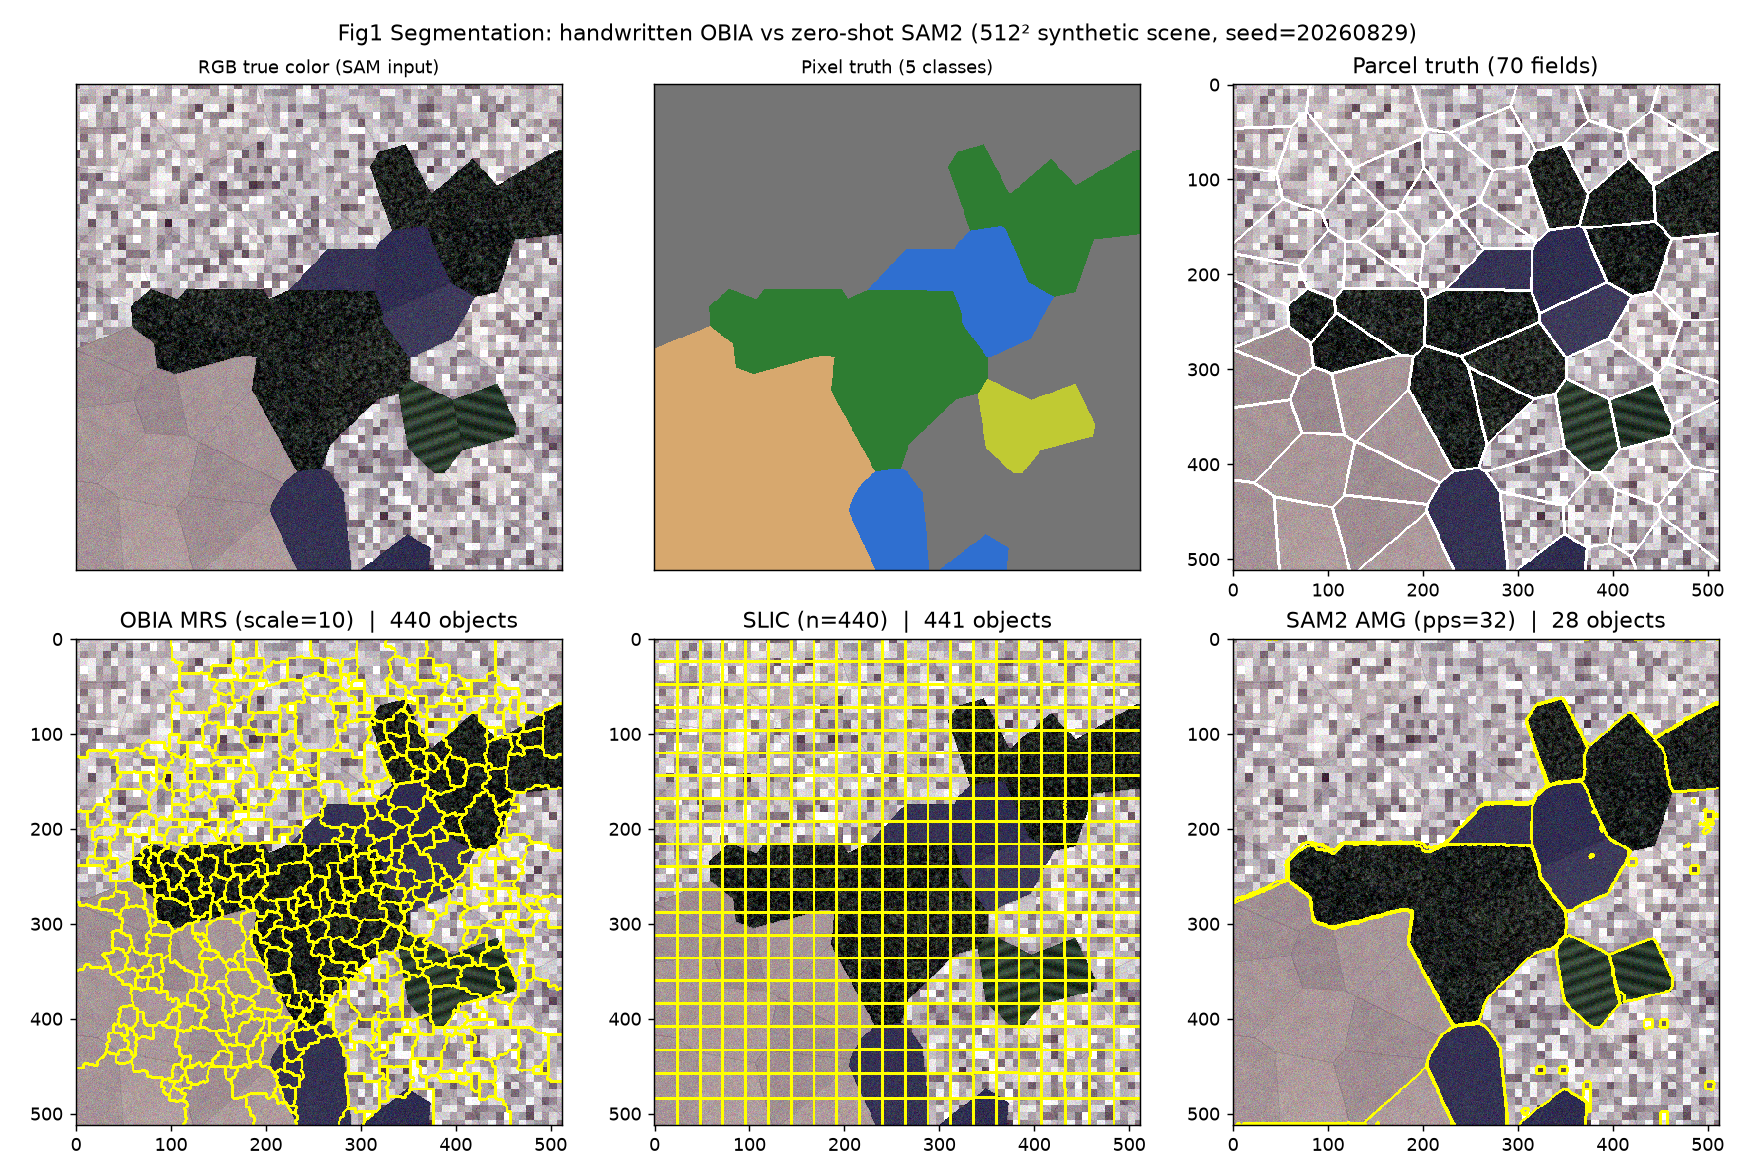 Fig1 Segmentation: handwritten OBIA vs zero-shot SAM2 (512² synthetic scene, seed=20260829)
RGB true color (SAM input)
Pixel truth (5 classes)
Parcel truth (70 fields)
0
100
200
300
400
500
0 100 200 300 400 500
OBIA MRS (scale=10) | 440 objects
SLIC (n=440) | 441 objects
SAM2 AMG (pps=32) | 28 objects
0
100
200
300
400
500
0 100 200 300 400 500
0
100
200
300
400
500
0 100 200 300 400 500
0
100
200
300
400
500
0 100 200 300 400 500